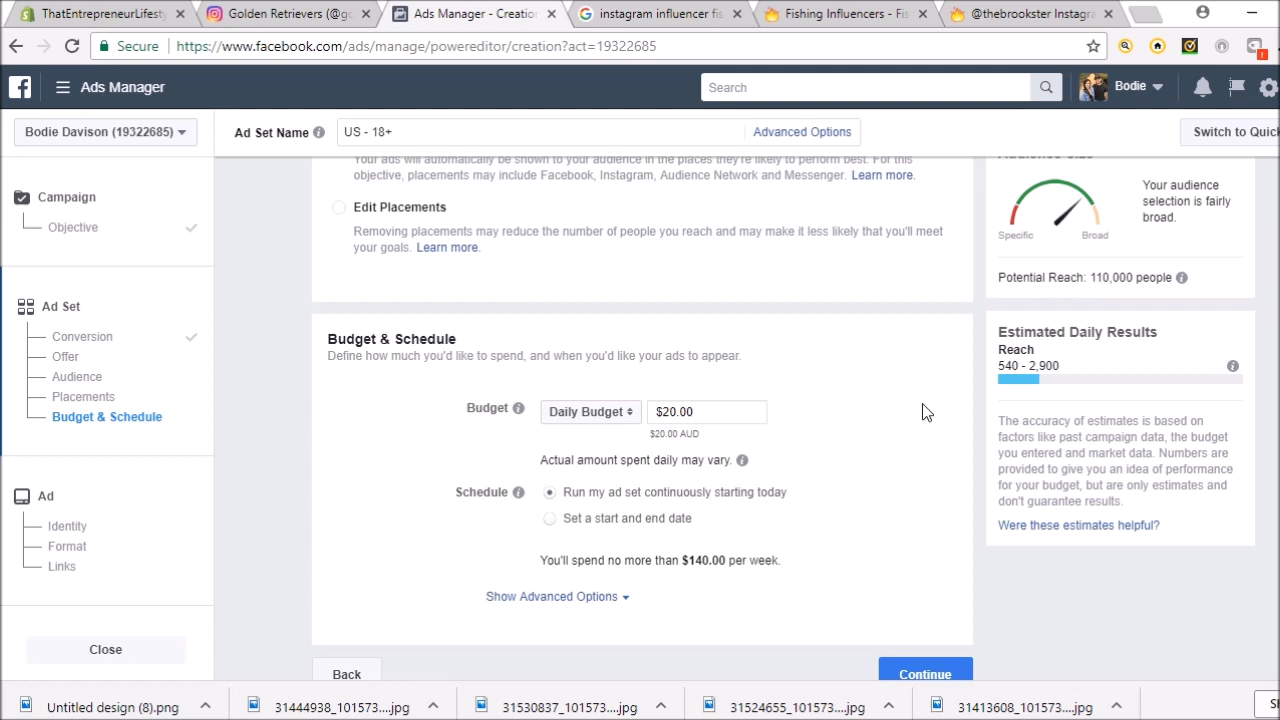 ThatEntrepreneurLifesty
Golden Retrievers (@go
Ads Manager - Creation
instagram influencer fis
Fishing Influencers - Fis
@thebrookster Instagra
Secure
https://www.facebook.com/ads/manage/powereditor/creation?act=19322685
Ads Manager
Search
Bodie
Bodie Davison (19322685)
Ad Set Name
US - 18+
Advanced Options
Switch to Quick
Campaign
Objective
Ad Set
Conversion
Offer
Audience
Placements
Budget & Schedule
Ad
Identity
Format
Links
Close
Your ads will automatically be shown to your audience in the places they're likely to perform best. For this
objective, placements may include Facebook, Instagram, Audience Network and Messenger. Learn more.
Edit Placements
Removing placements may reduce the number of people you reach and may make it less likely that you'll meet
your goals. Learn more.
Budget & Schedule
Define how much you'd like to spend, and when you'd like your ads to appear.
Budget
Daily Budget
$20.00
$20.00 AUD
Actual amount spent daily may vary.
Schedule
Run my ad set continuously starting today
Set a start and end date
You'll spend no more than $140.00 per week.
Show Advanced Options
Back
Continue
Audience Size
Your audience
selection is fairly
broad.
Specific
Broad
Potential Reach: 110,000 people
Estimated Daily Results
Reach
540 - 2,900
The accuracy of estimates is based on
factors like past campaign data, the budget
you entered and market data. Numbers are
provided to give you an idea of performance
for your budget, but are only estimates and
don't guarantee results.
Were these estimates helpful?
Untitled design (8).png
31444938_101573....jpg
31530837_101573....jpg
31524655_101573....jpg
31413608_101573....jpg
S